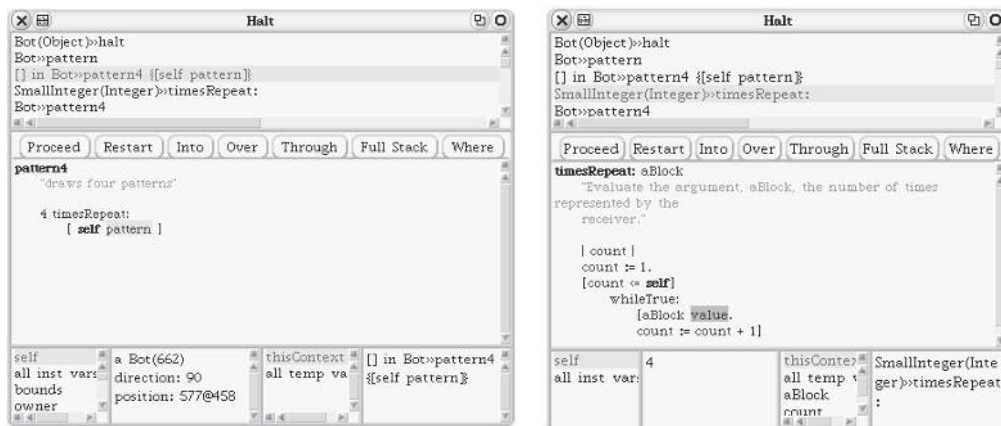 Halt
Bot(Object)»halt
Bot»pattern
[] in Bot»pattern4 {[self pattern]}
SmallInteger(Integer)»timesRepeat:
Bot»pattern4
Proceed Restart Into Over Through Full Stack Where
pattern4
"draws four patterns"
4 timesRepeat:
[ self pattern ]
self
all inst vars
bounds
owner
a Bot(662)
direction: 90
position: 577@458
thisContext
all temp va
[] in Bot»pattern4
{[self pattern]}
Halt
Bot(Object)»halt
Bot»pattern
[] in Bot»pattern4 {[self pattern]}
SmallInteger(Integer)»timesRepeat:
Bot»pattern4
Proceed Restart Into Over Through Full Stack Where
timesRepeat: aBlock
"Evaluate the argument, aBlock, the number of times
represented by the
receiver."
| count |
count := 1.
[count <= self]
whileTrue:
[aBlock value.
count := count + 1]
self
all inst vars
4
thisContex
all temp v
aBlock
count
SmallInteger(Inte
ger)»timesRepeat
: